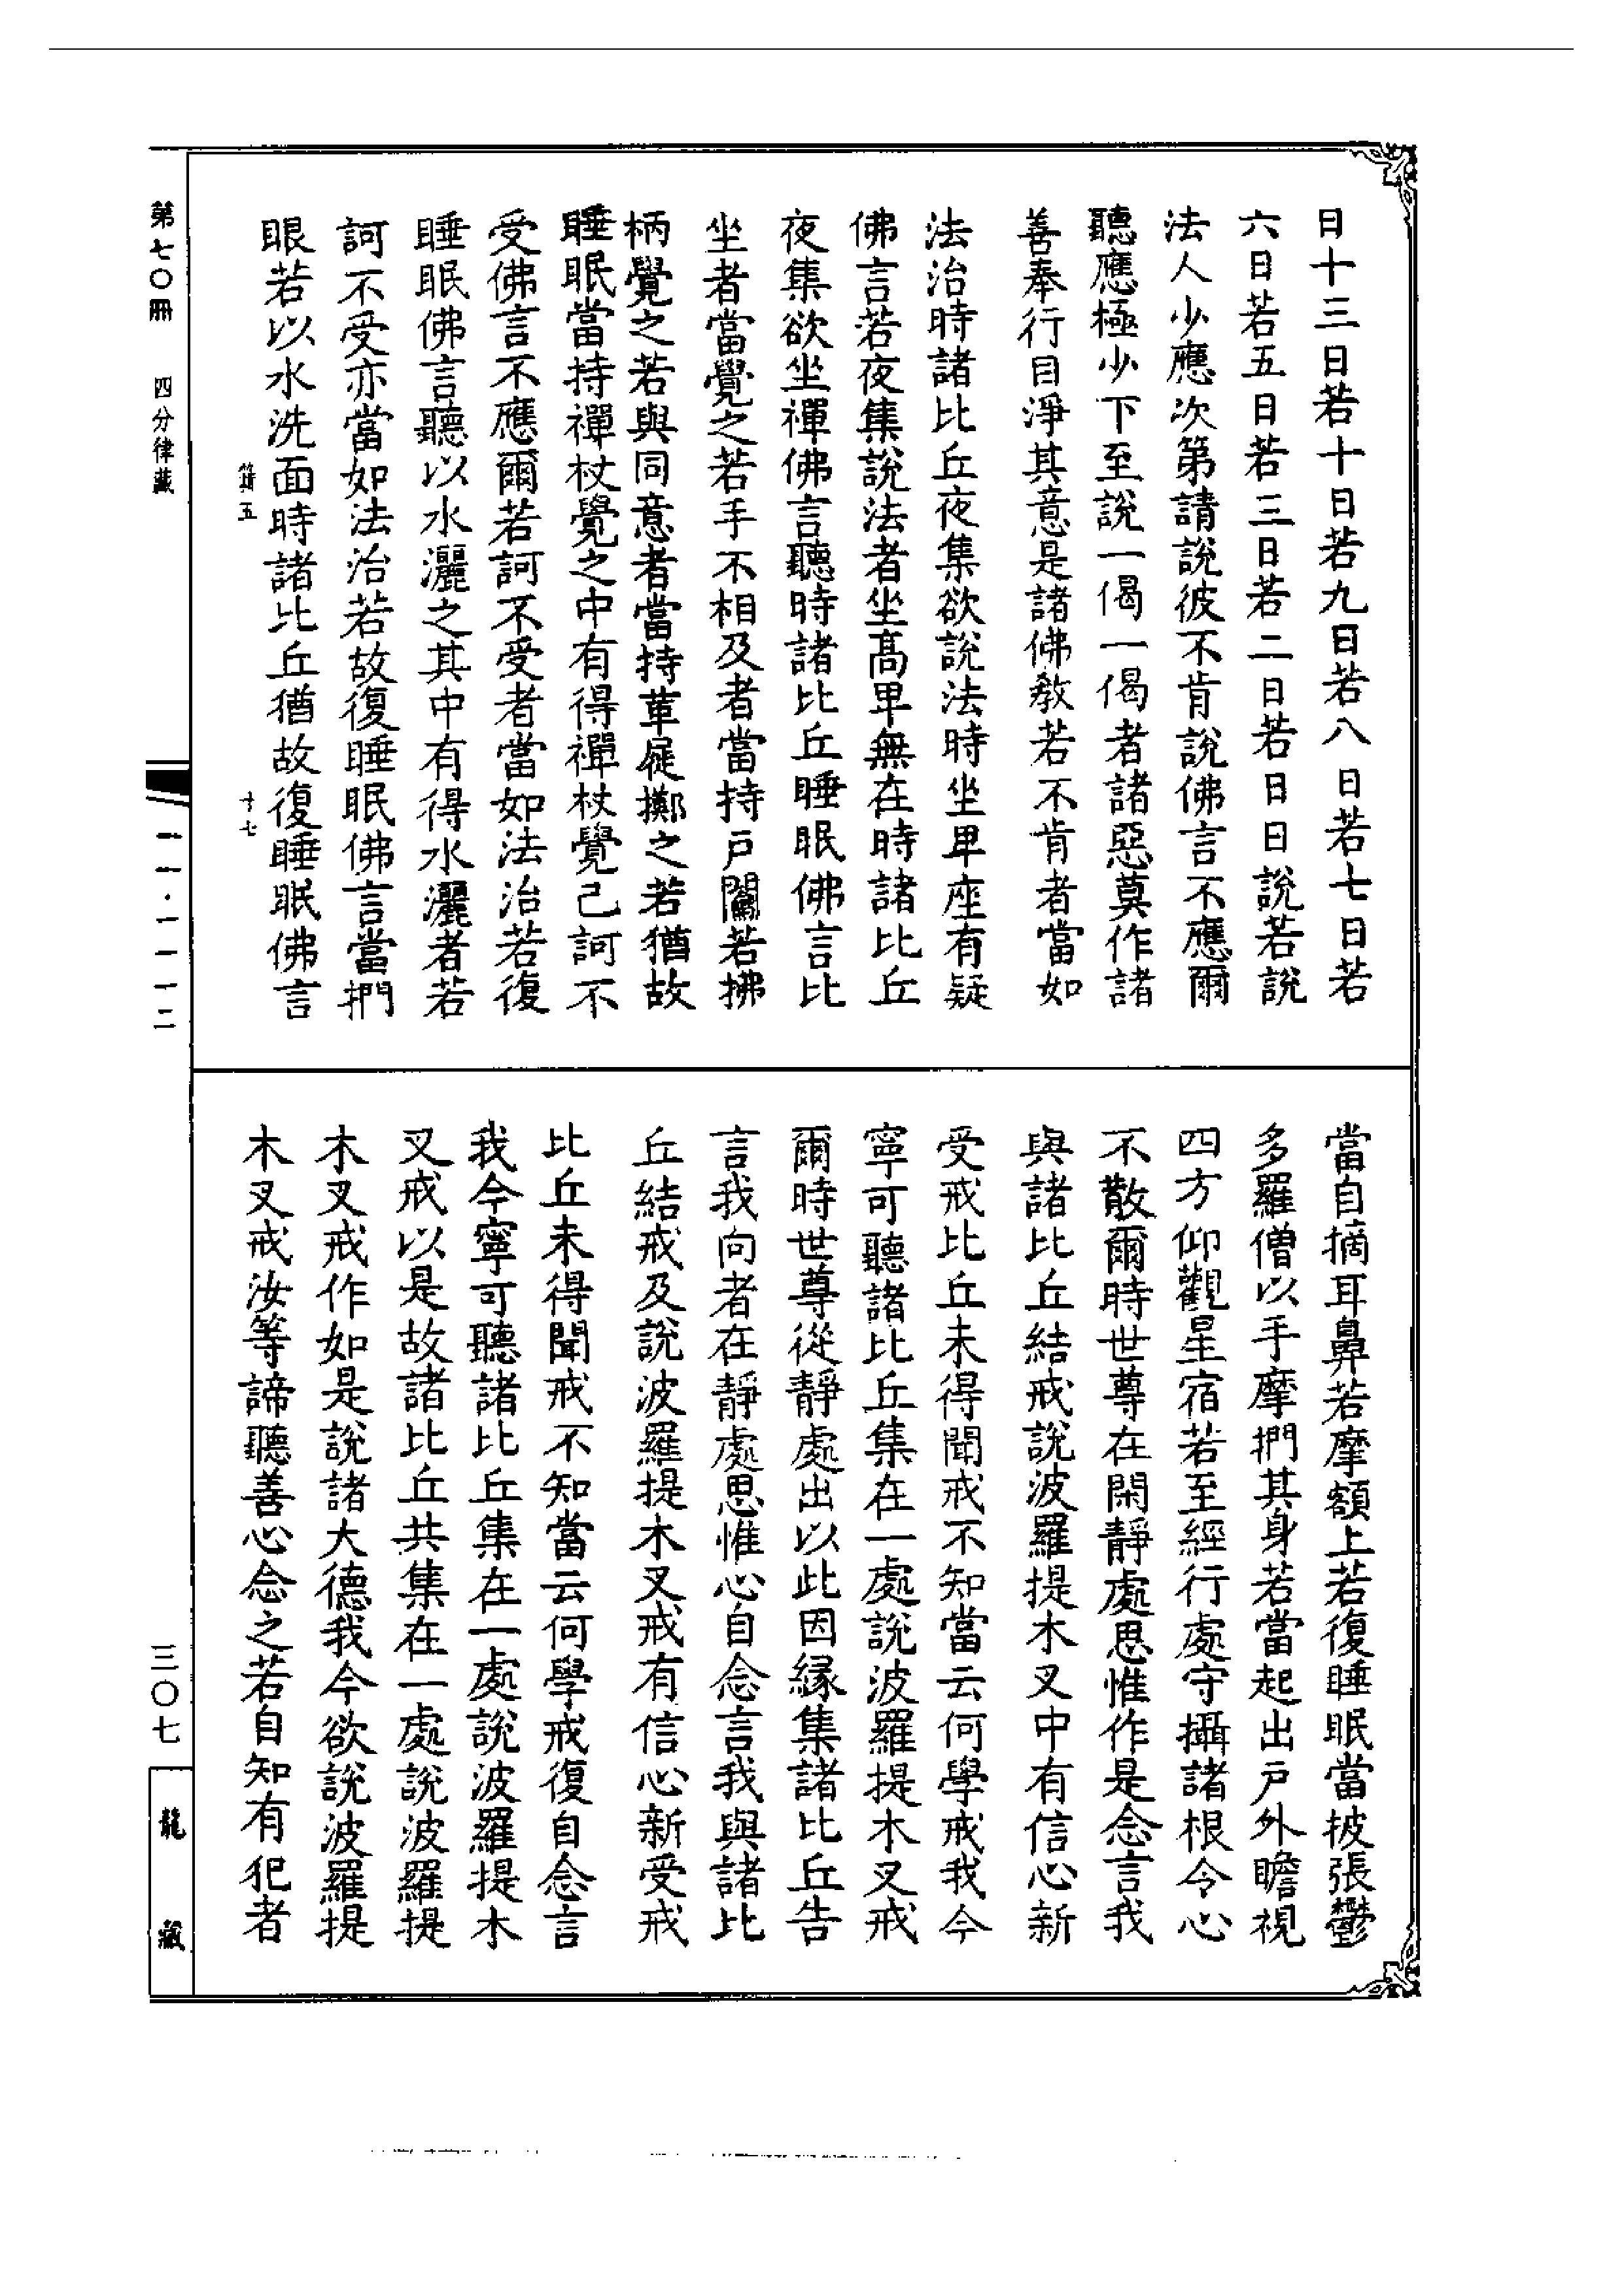 日十三日若十日若九日若八日若七日若
六日若五日若三日若二日若日日說若說
法人少應次第請說彼不肯說佛言不應爾
聽應極少下至說一偈一偈者諸惡莫作諸
善奉行自淨其意是諸佛教若不肯者當如
法治時諸比丘夜集欲說法時坐卑座有疑
佛言若夜集說法者坐高卑無在時諸比丘
夜集欲坐禪佛言聽時諸比丘睡眠佛言比
坐者當覺之若手不相及者當持戶關若拂
柄覺之若與同意者當持革屣擲之若猶故
睡眠當持禪杖覺之中有得禪杖覺已訶不
受佛言不應爾若訶不受者當如法治若復
睡眠佛言聽以水灑之其中有得水灑者若
訶不受亦當如法治若故復睡眠佛言當捫
眼若以水洗面時諸比丘猶故復睡眠佛言
當自摘耳鼻若摩額上若復睡眠當披張鬱
多羅僧以手摩捫其身若當起出戶外瞻視
四方仰觀星宿若至經行處守攝諸根令心
不散爾時世尊在閑靜處思惟作是念言我
與諸比丘結戒說波羅提木叉中有信心新
受戒比丘未得聞戒不知當云何學戒我今
寧可聽諸比丘集在一處說波羅提木叉戒
爾時世尊從靜處出以此因緣集諸比丘告
言我向者在靜處思惟心自念言我與諸比
丘結戒及說波羅提木叉戒有信心新受戒
比丘未得聞戒不知當云何學戒復自念言
我今寧可聽諸比丘集在一處說波羅提木
叉戒以是故諸比丘共集在一處說波羅提
木叉戒作如是說諸大德我今欲說波羅提
木叉戒汝等諦聽善心念之若自知有犯者
籍五 十七
第七〇冊 四分律藏
一一·一一一二
三〇七
龍藏